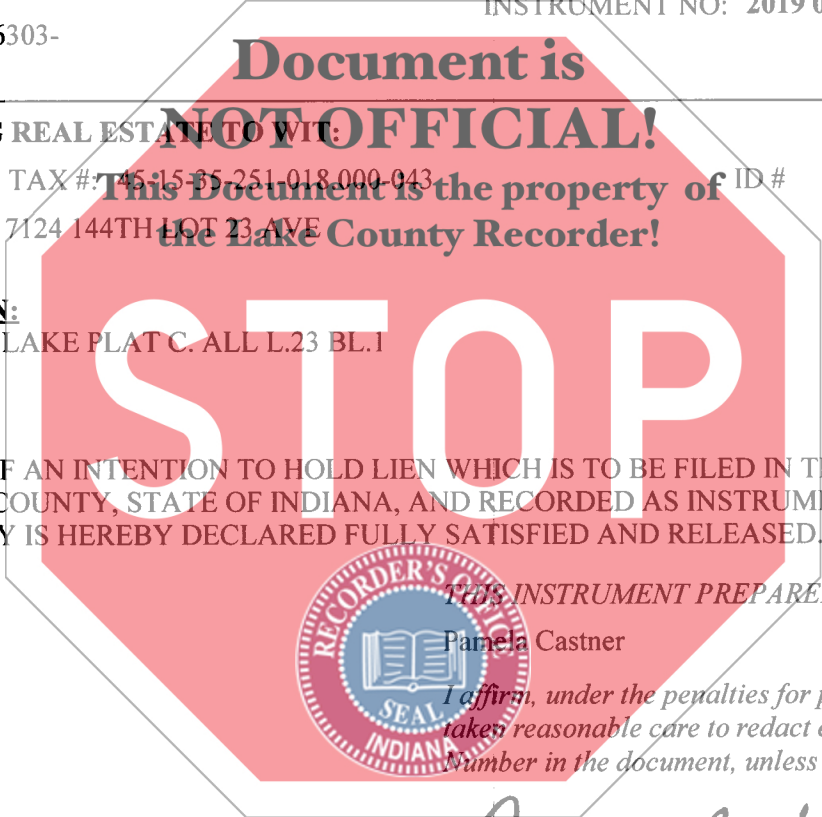 INSTRUMENT NO: 2019 0
6303-
Document is
NOT OFFICIAL!
REAL ESTATE TO WIT:
TAX #: 45-15-35-251-018.000-043 ID #
This Document is the property of
7124 144TH LOT 23 AVE
the Lake County Recorder!
N:
LAKE PLAT C. ALL L.23 BL.1
STOP
F AN INTENTION TO HOLD LIEN WHICH IS TO BE FILED IN T
COUNTY, STATE OF INDIANA, AND RECORDED AS INSTRUM
Y IS HEREBY DECLARED FULLY SATISFIED AND RELEASED.
THIS INSTRUMENT PREPARE
Pamela Castner
I affirm, under the penalties for p
taken reasonable care to redact e
Number in the document, unless
RECORDER'S OFFICE
SEAL
INDIANA